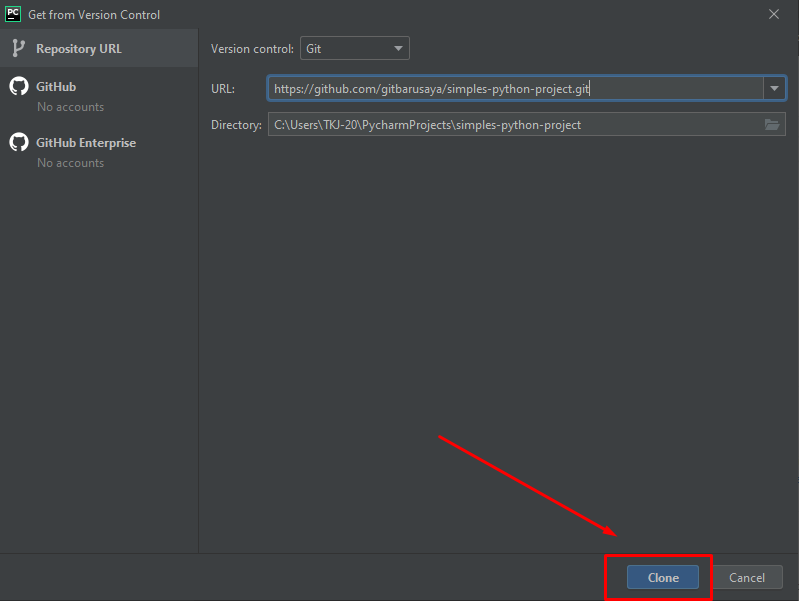 PC Get from Version Control
Repository URL
GitHub
No accounts
GitHub Enterprise
No accounts
Version control: Git
URL: https://github.com/gitbarusaya/simples-python-project.git
Directory: C:\Users\TKJ-20\PycharmProjects\simples-python-project
Clone Cancel